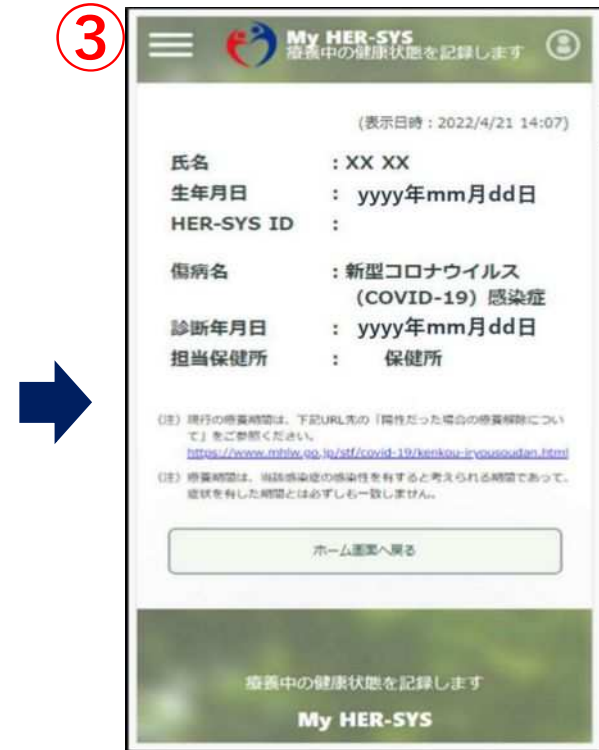 ③
My HER-SYS
療養中の健康状態を記録します
(表示日時：2022/4/21 14:07)
氏名 ：XX XX
生年月日 ： yyyy年mm月dd日
HER-SYS ID ：
傷病名 ：新型コロナウイルス
（COVID-19）感染症
診断年月日 ： yyyy年mm月dd日
担当保健所 ： 保健所
(注) 現行の療養期間は、下記URL先の「陽性だった場合の療養解除につい
て」をご参照ください。
https://www.mhlw.go.jp/stf/covid-19/kenkou-iryousoudan.html
(注) 療養期間は、当該感染症の感染性を有すると考えられる期間であって、
症状を有した期間とは必ずしも一致しません。
ホーム画面へ戻る
療養中の健康状態を記録します
My HER-SYS